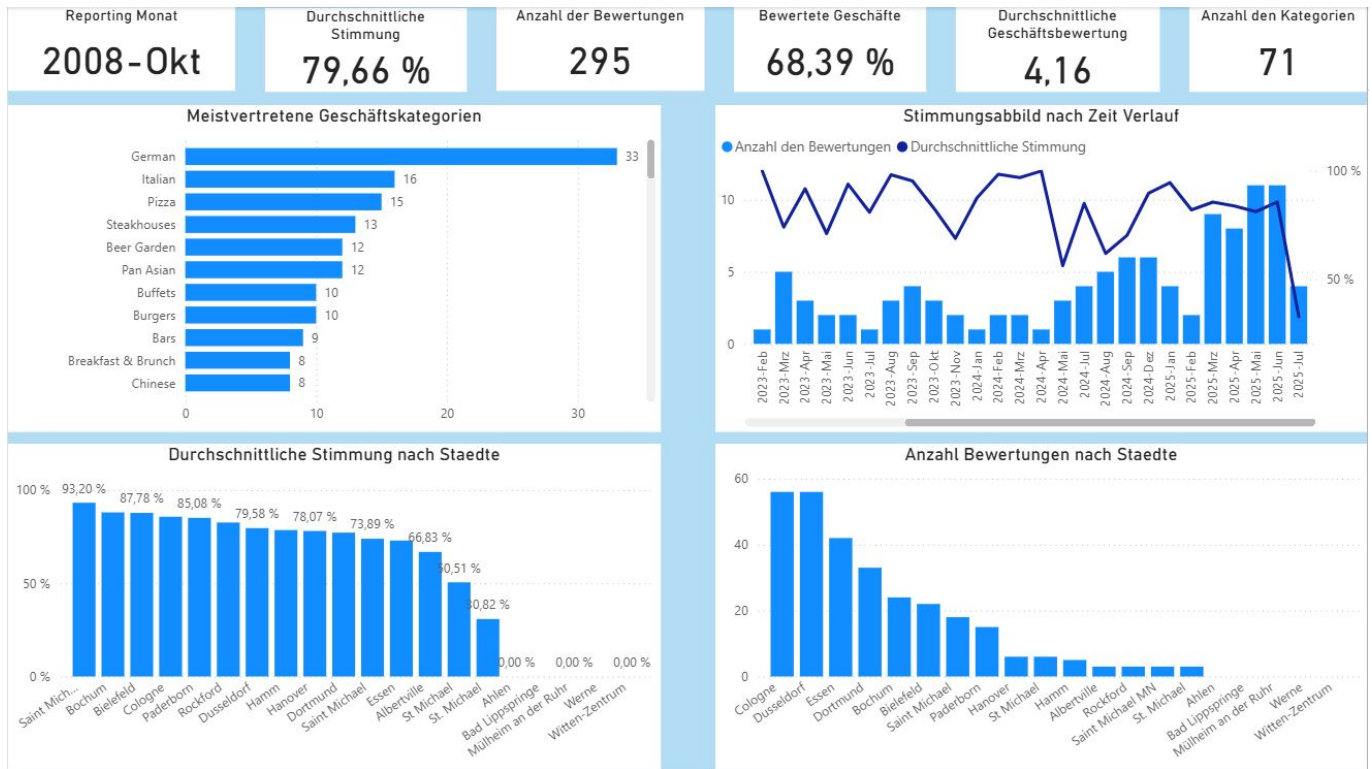 Reporting Monat
2008-Okt
Durchschnittliche
Stimmung
79,66 %
Anzahl der Bewertungen
295
Bewertete Geschäfte
68,39 %
Durchschnittliche
Geschäftsbewertung
4,16
Anzahl den Kategorien
71
Meistvertretene Geschäftskategorien
German 33
Italian 16
Pizza 15
Steakhouses 13
Beer Garden 12
Pan Asian 12
Buffets 10
Burgers 10
Bars 9
Breakfast & Brunch 8
Chinese 8
0 10 20 30
Stimmungsabbild nach Zeit Verlauf
Anzahl den Bewertungen Durchschnittliche Stimmung
10 100 %
5 50 %
0
2023-Feb
2023-Mrz
2023-Apr
2023-Mai
2023-Jun
2023-Jul
2023-Aug
2023-Sep
2023-Okt
2023-Nov
2024-Jan
2024-Feb
2024-Mrz
2024-Apr
2024-Mai
2024-Jul
2024-Aug
2024-Sep
2024-Dez
2025-Jan
2025-Feb
2025-Mrz
2025-Apr
2025-Mai
2025-Jun
2025-Jul
Durchschnittliche Stimmung nach Staedte
100 %
50 %
0 %
93,20 %
87,78 %
85,08 %
79,58 %
78,07 %
73,89 %
66,83 %
50,51 %
30,82 %
0,00 %
0,00 %
0,00 %
Saint Mich...
Bochum
Bielefeld
Cologne
Paderborn
Rockford
Dusseldorf
Hamm
Hanover
Dortmund
Saint Michael
Essen
Albertville
St Michael
St. Michael
Ahlen
Bad Lippspringe
Mülheim an der Ruhr
Werne
Witten-Zentrum
Anzahl Bewertungen nach Staedte
60
40
20
0
Cologne
Dusseldorf
Essen
Dortmund
Bochum
Bielefeld
Saint Michael
Paderborn
Hanover
St Michael
Hamm
Albertville
Rockford
Saint Michael MN
St. Michael
Ahlen
Bad Lippspringe
Mülheim an der Ruhr
Werne
Witten-Zentrum